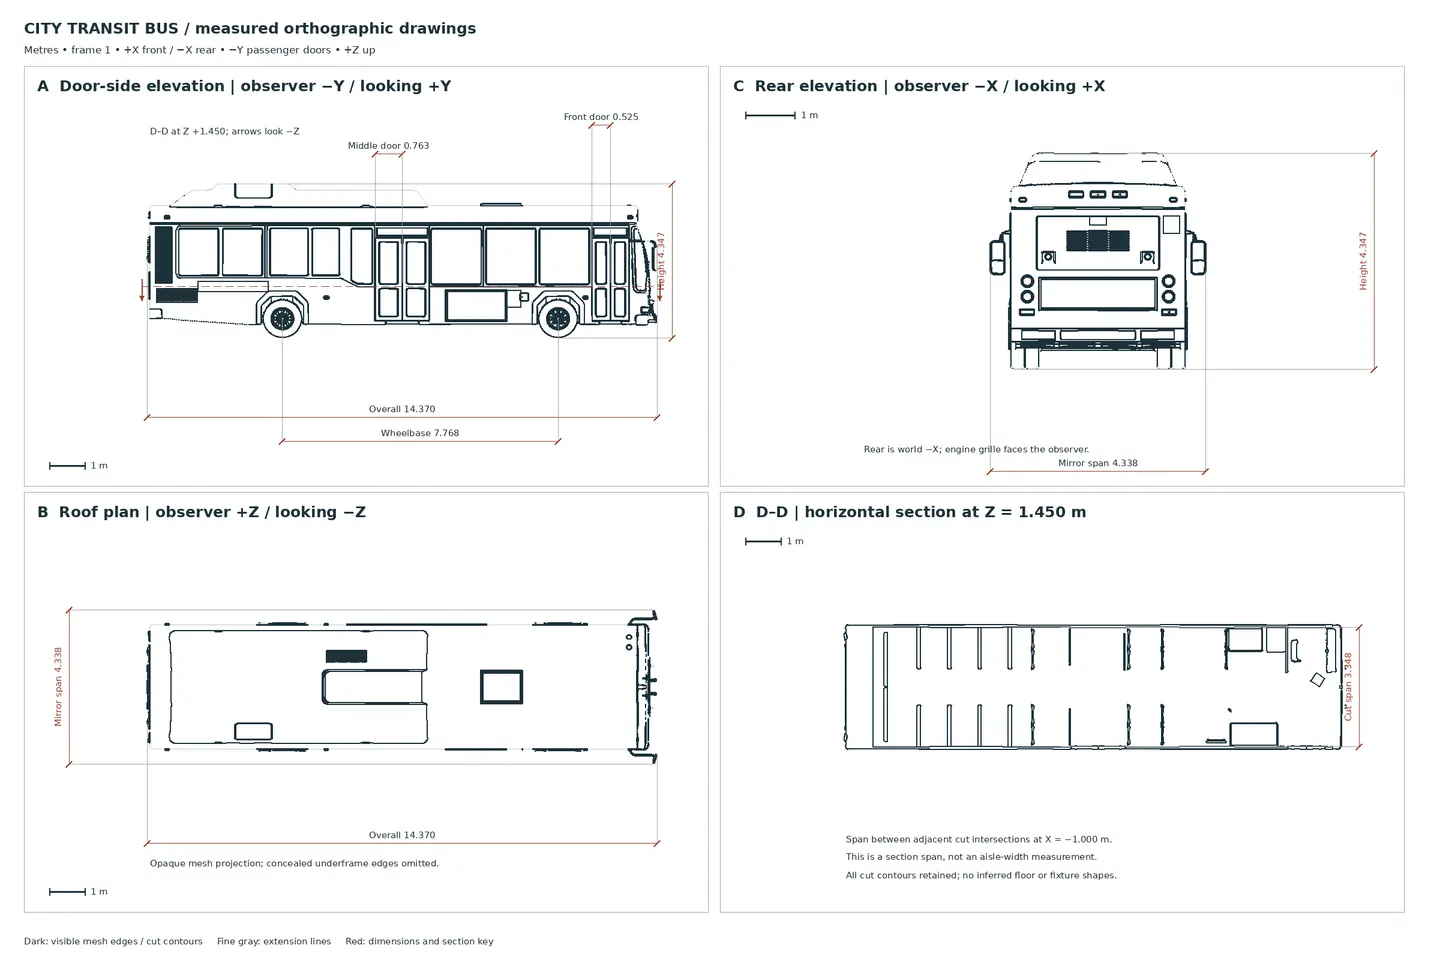 CITY TRANSIT BUS / measured orthographic drawings
Metres • frame 1 • +X front / −X rear • −Y passenger doors • +Z up
A Door-side elevation | observer −Y / looking +Y
Front door 0.525
D–D at Z +1.450; arrows look −Z
Middle door 0.763
Height 4.347
Overall 14.370
Wheelbase 7.768
1 m
C Rear elevation | observer −X / looking +X
1 m
Height 4.347
Rear is world −X; engine grille faces the observer.
Mirror span 4.338
B Roof plan | observer +Z / looking −Z
Mirror span 4.338
Overall 14.370
Opaque mesh projection; concealed underframe edges omitted.
1 m
D D–D | horizontal section at Z = 1.450 m
1 m
Cut span 3.348
Span between adjacent cut intersections at X = −1.000 m.
This is a section span, not an aisle-width measurement.
All cut contours retained; no inferred floor or fixture shapes.
Dark: visible mesh edges / cut contours Fine gray: extension lines Red: dimensions and section key